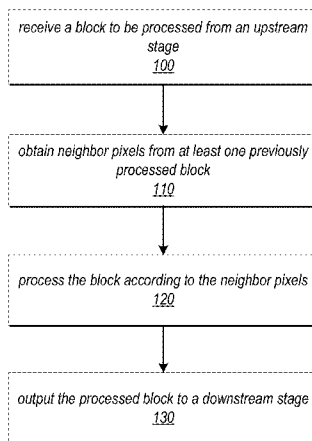 receive a block to be processed from an upstream
stage
100
obtain neighbor pixels from at least one previously
processed block
110
process the block according to the neighbor pixels
120
output the processed block to a downstream stage
130